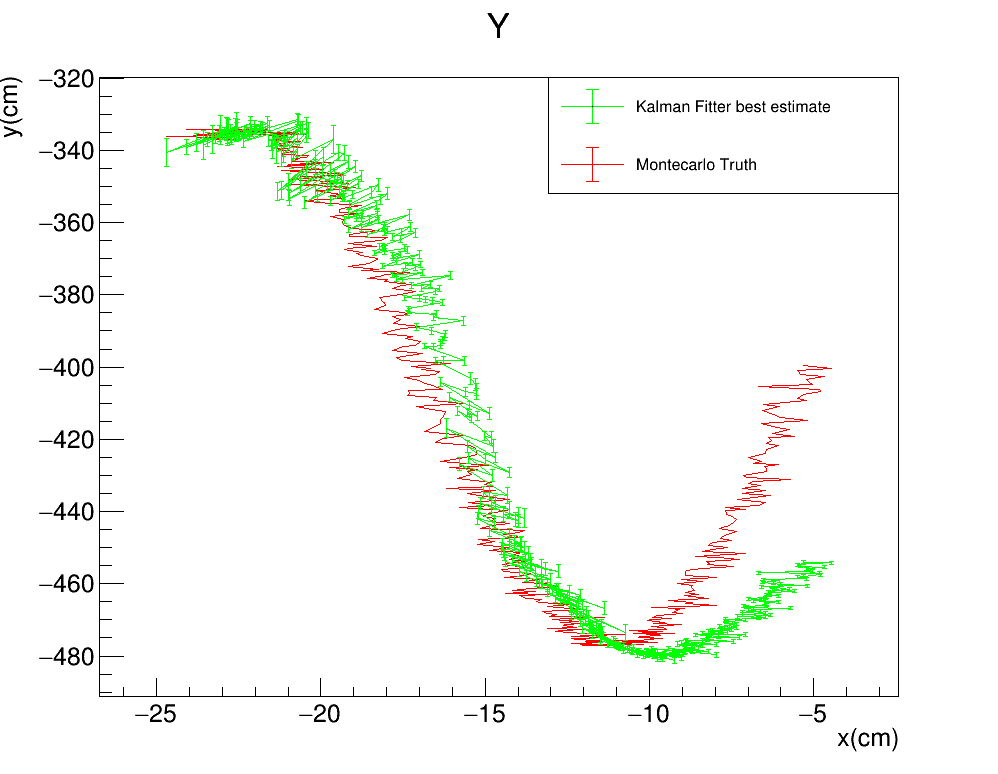 Y
y(cm)
−320
−340
−360
−380
−400
−420
−440
−460
−480
Kalman Fitter best estimate
Montecarlo Truth
−25 −20 −15 −10 −5
x(cm)